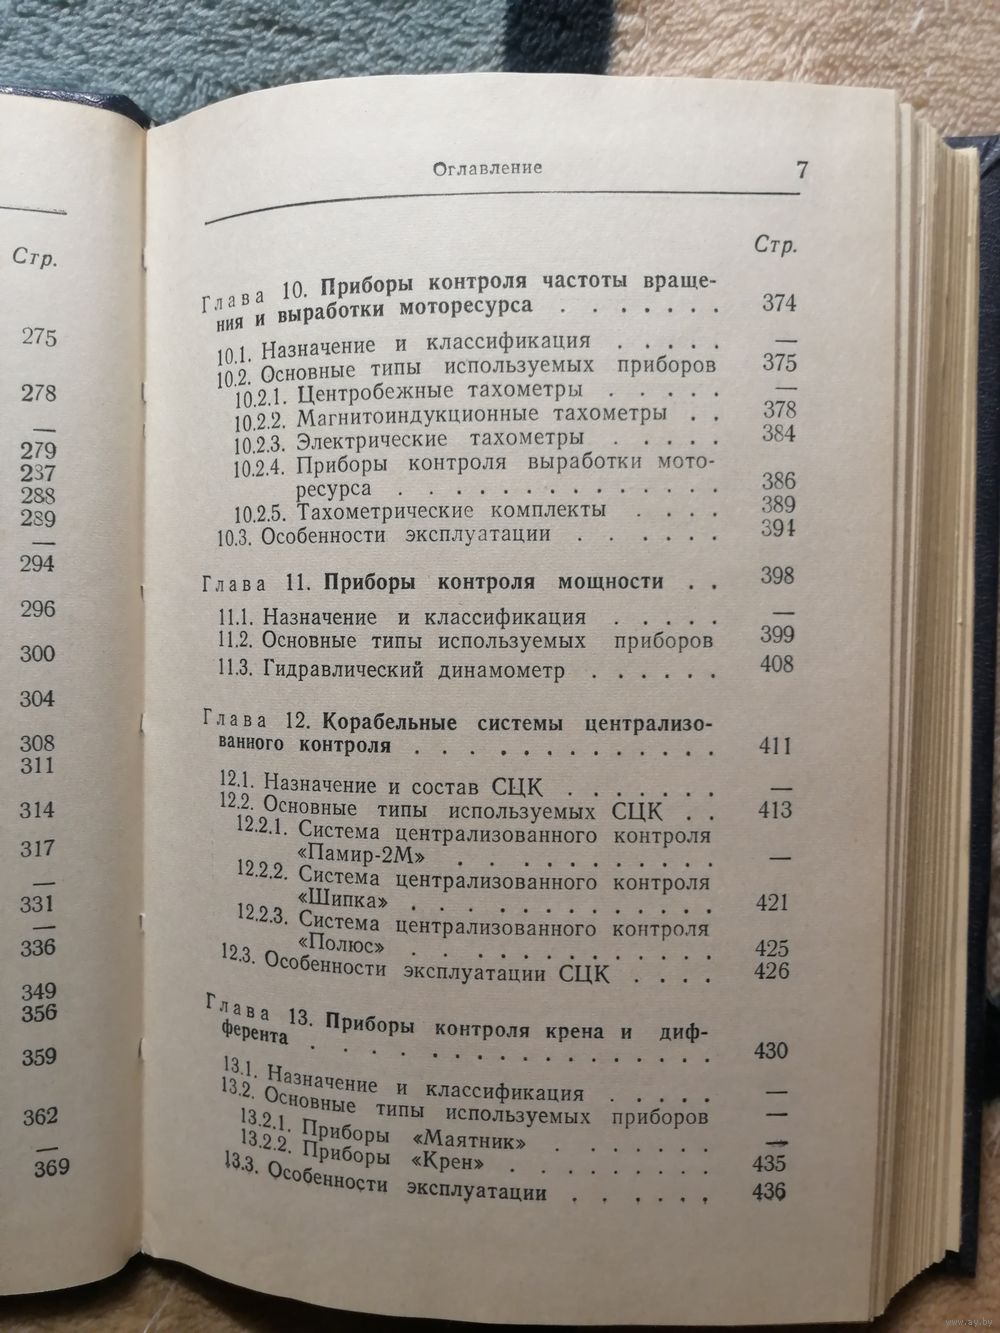 Стр.
275
278
—
279
287
288
289
—
294
296
300
304
308
311
314
317
—
331
—
336
349
356
359
362
—
369
Оглавление 7
Стр.
Глава 10. Приборы контроля частоты враще-
ния и выработки моторесурса . . . . . . . 374
10.1. Назначение и классификация . . . . . —
10.2. Основные типы используемых приборов 375
10.2.1. Центробежные тахометры . . . . . —
10.2.2. Магнитоиндукционные тахометры . . 378
10.2.3. Электрические тахометры . . . . . 384
10.2.4. Приборы контроля выработки мото-
ресурса . . . . . . . . . . . . . 386
10.2.5. Тахометрические комплекты . . . . 389
10.3. Особенности эксплуатации . . . . . . 394
Глава 11. Приборы контроля мощности . . 398
11.1. Назначение и классификация . . . . . —
11.2. Основные типы используемых приборов 399
11.3. Гидравлический динамометр . . . . . . 408
Глава 12. Корабельные системы централизо-
ванного контроля . . . . . . . . . . . . . 411
12.1. Назначение и состав СЦК . . . . . . . —
12.2. Основные типы используемых СЦК . . 413
12.2.1. Система централизованного контроля
«Памир-2М» . . . . . . . . . . . —
12.2.2. Система централизованного контроля
«Шипка» . . . . . . . . . . . . . 421
12.2.3. Система централизованного контроля
«Полюс» . . . . . . . . . . . . . 425
12.3. Особенности эксплуатации СЦК . . . . 426
Глава 13. Приборы контроля крена и диф-
ферента . . . . . . . . . . . . . . 430
13.1. Назначение и классификация . . . . . —
13.2. Основные типы используемых приборов —
13.2.1. Приборы «Маятник» . . . . . . . —
13.2.2. Приборы «Крен» . . . . . . . . . 435
13.3. Особенности эксплуатации . . . . . . . 436
www.ay.by